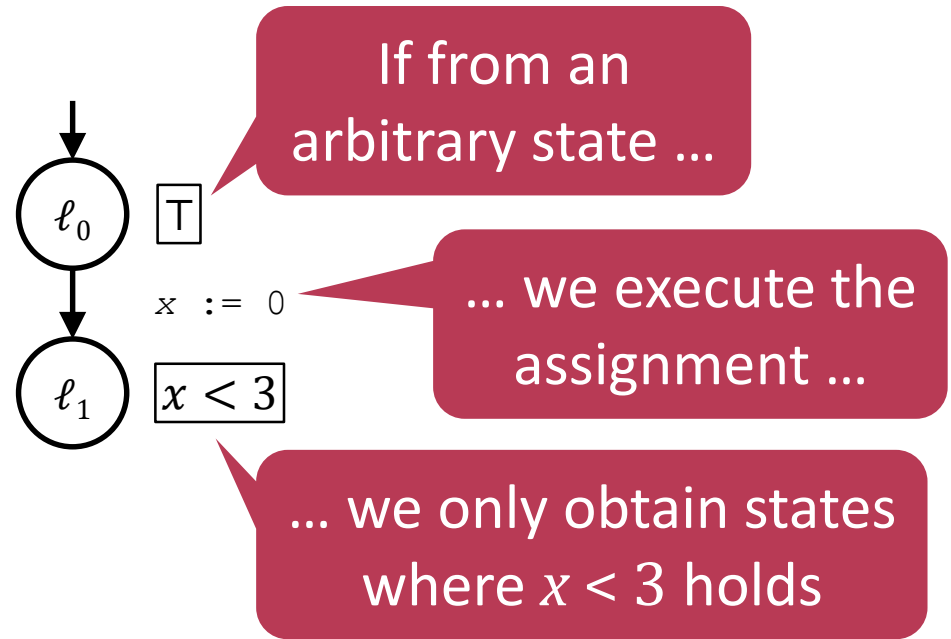 If from an
arbitrary state …
ℓ₀
⊤
x := 0
… we execute the
assignment …
ℓ₁
x < 3
… we only obtain states
where x < 3 holds